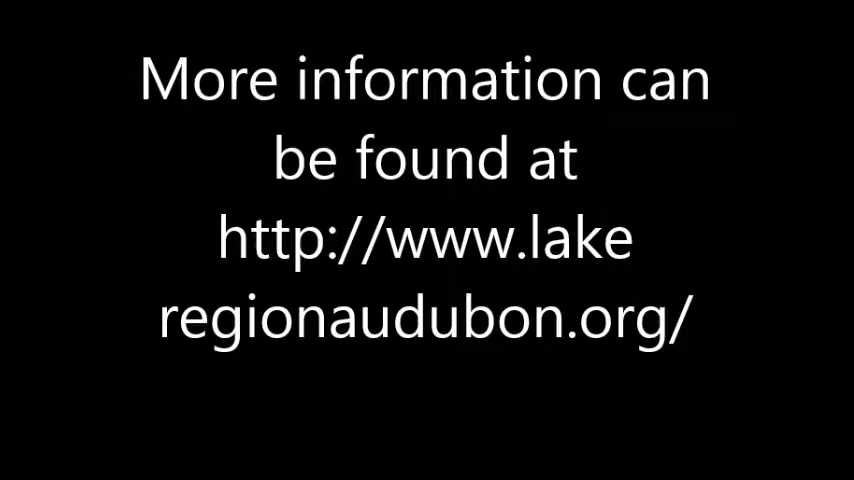 More information can
be found at
http://www.lake
regionaudubon.org/